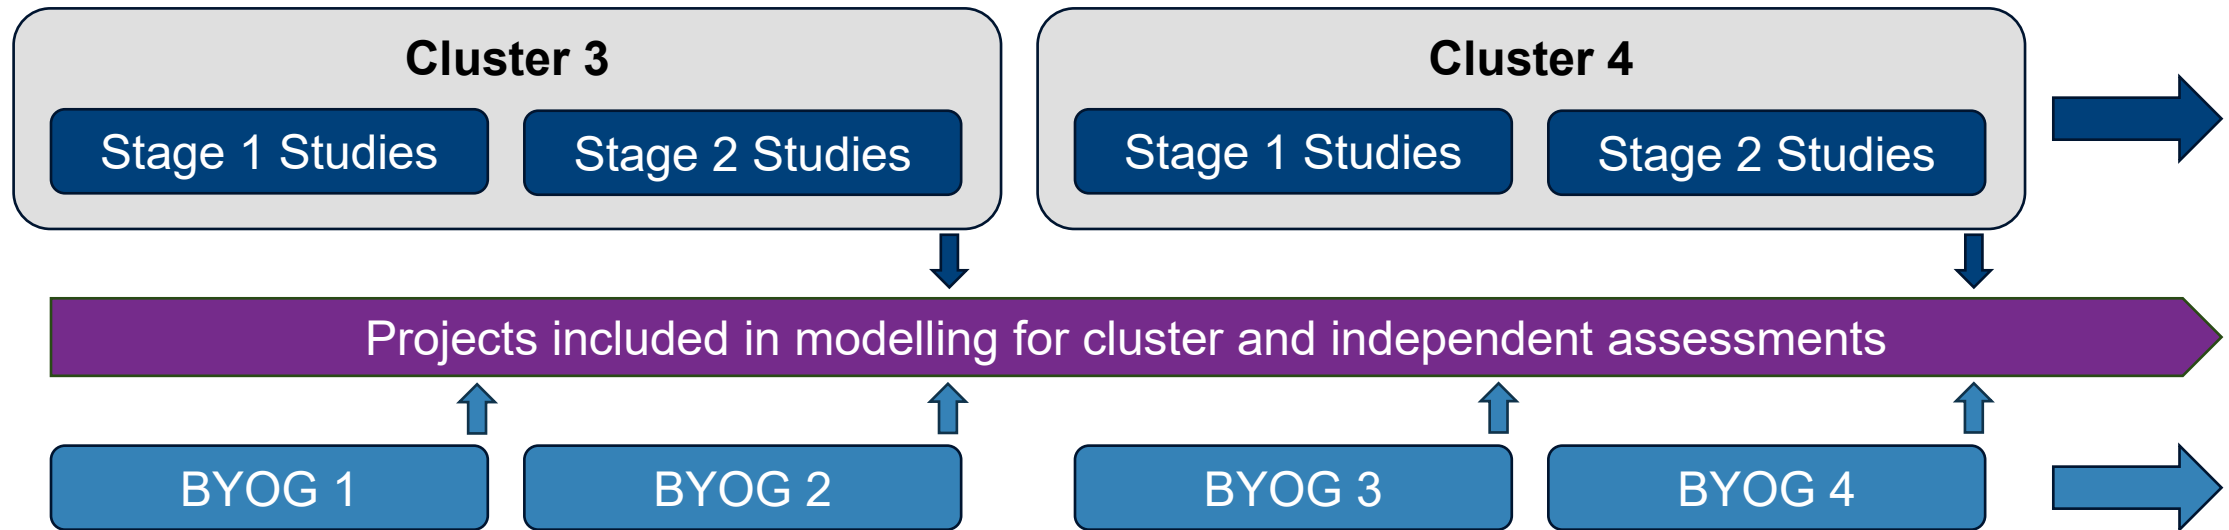 Cluster 3
Cluster 4
Stage 1 Studies
Stage 2 Studies
Stage 1 Studies
Stage 2 Studies
Projects included in modelling for cluster and independent assessments
BYOG 1
BYOG 2
BYOG 3
BYOG 4